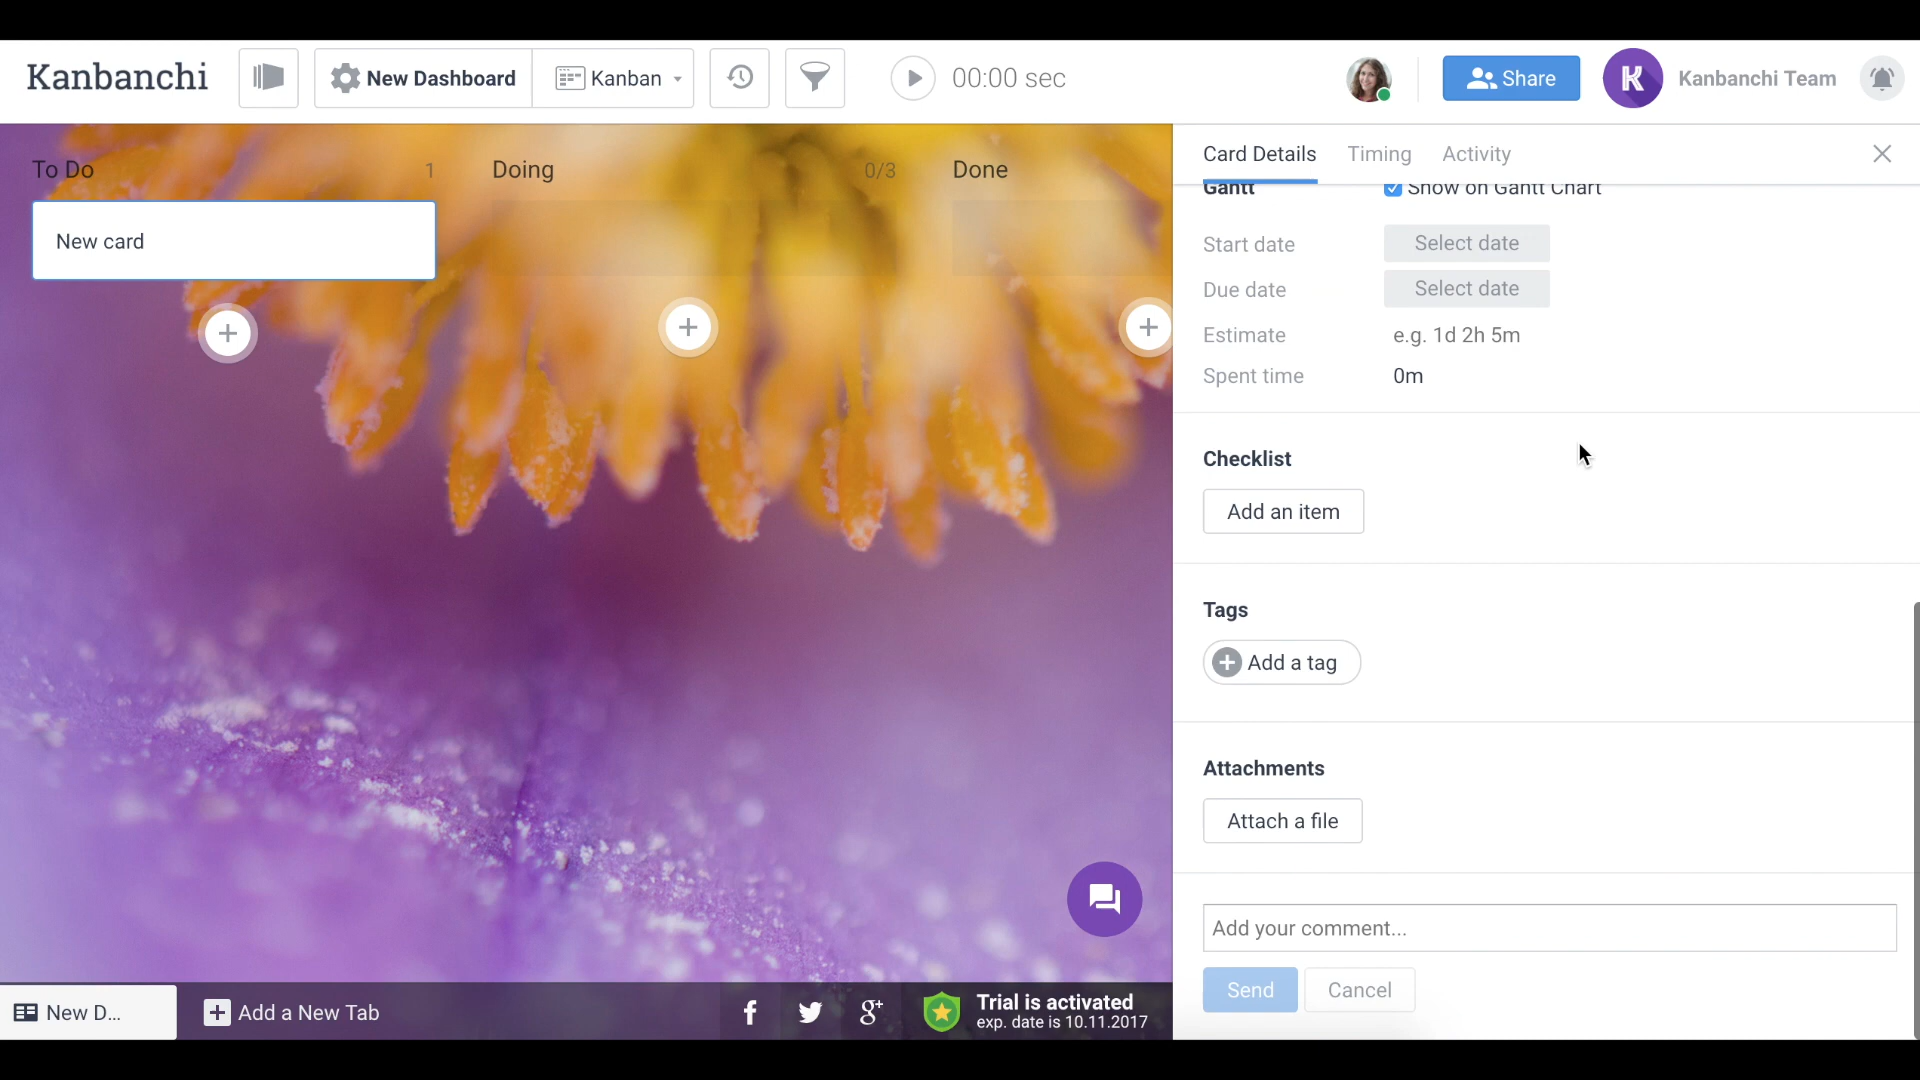 Kanbanchi
New Dashboard
Kanban
00:00 sec
Share
K
Kanbanchi Team
To Do
1
Doing
0/3
Done
New card
Card Details
Timing
Activity
Gantt
Show on Gantt Chart
Start date
Select date
Due date
Select date
Estimate
e.g. 1d 2h 5m
Spent time
0m
Checklist
Add an item
Tags
Add a tag
Attachments
Attach a file
Add your comment...
Send
Cancel
New D...
Add a New Tab
f
g+
Trial is activated
exp. date is 10.11.2017